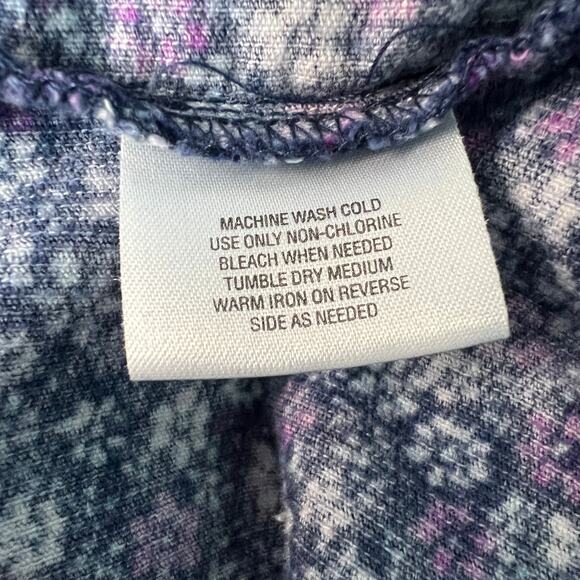 MACHINE WASH COLD
USE ONLY NON-CHLORINE
BLEACH WHEN NEEDED
TUMBLE DRY MEDIUM
WARM IRON ON REVERSE
SIDE AS NEEDED